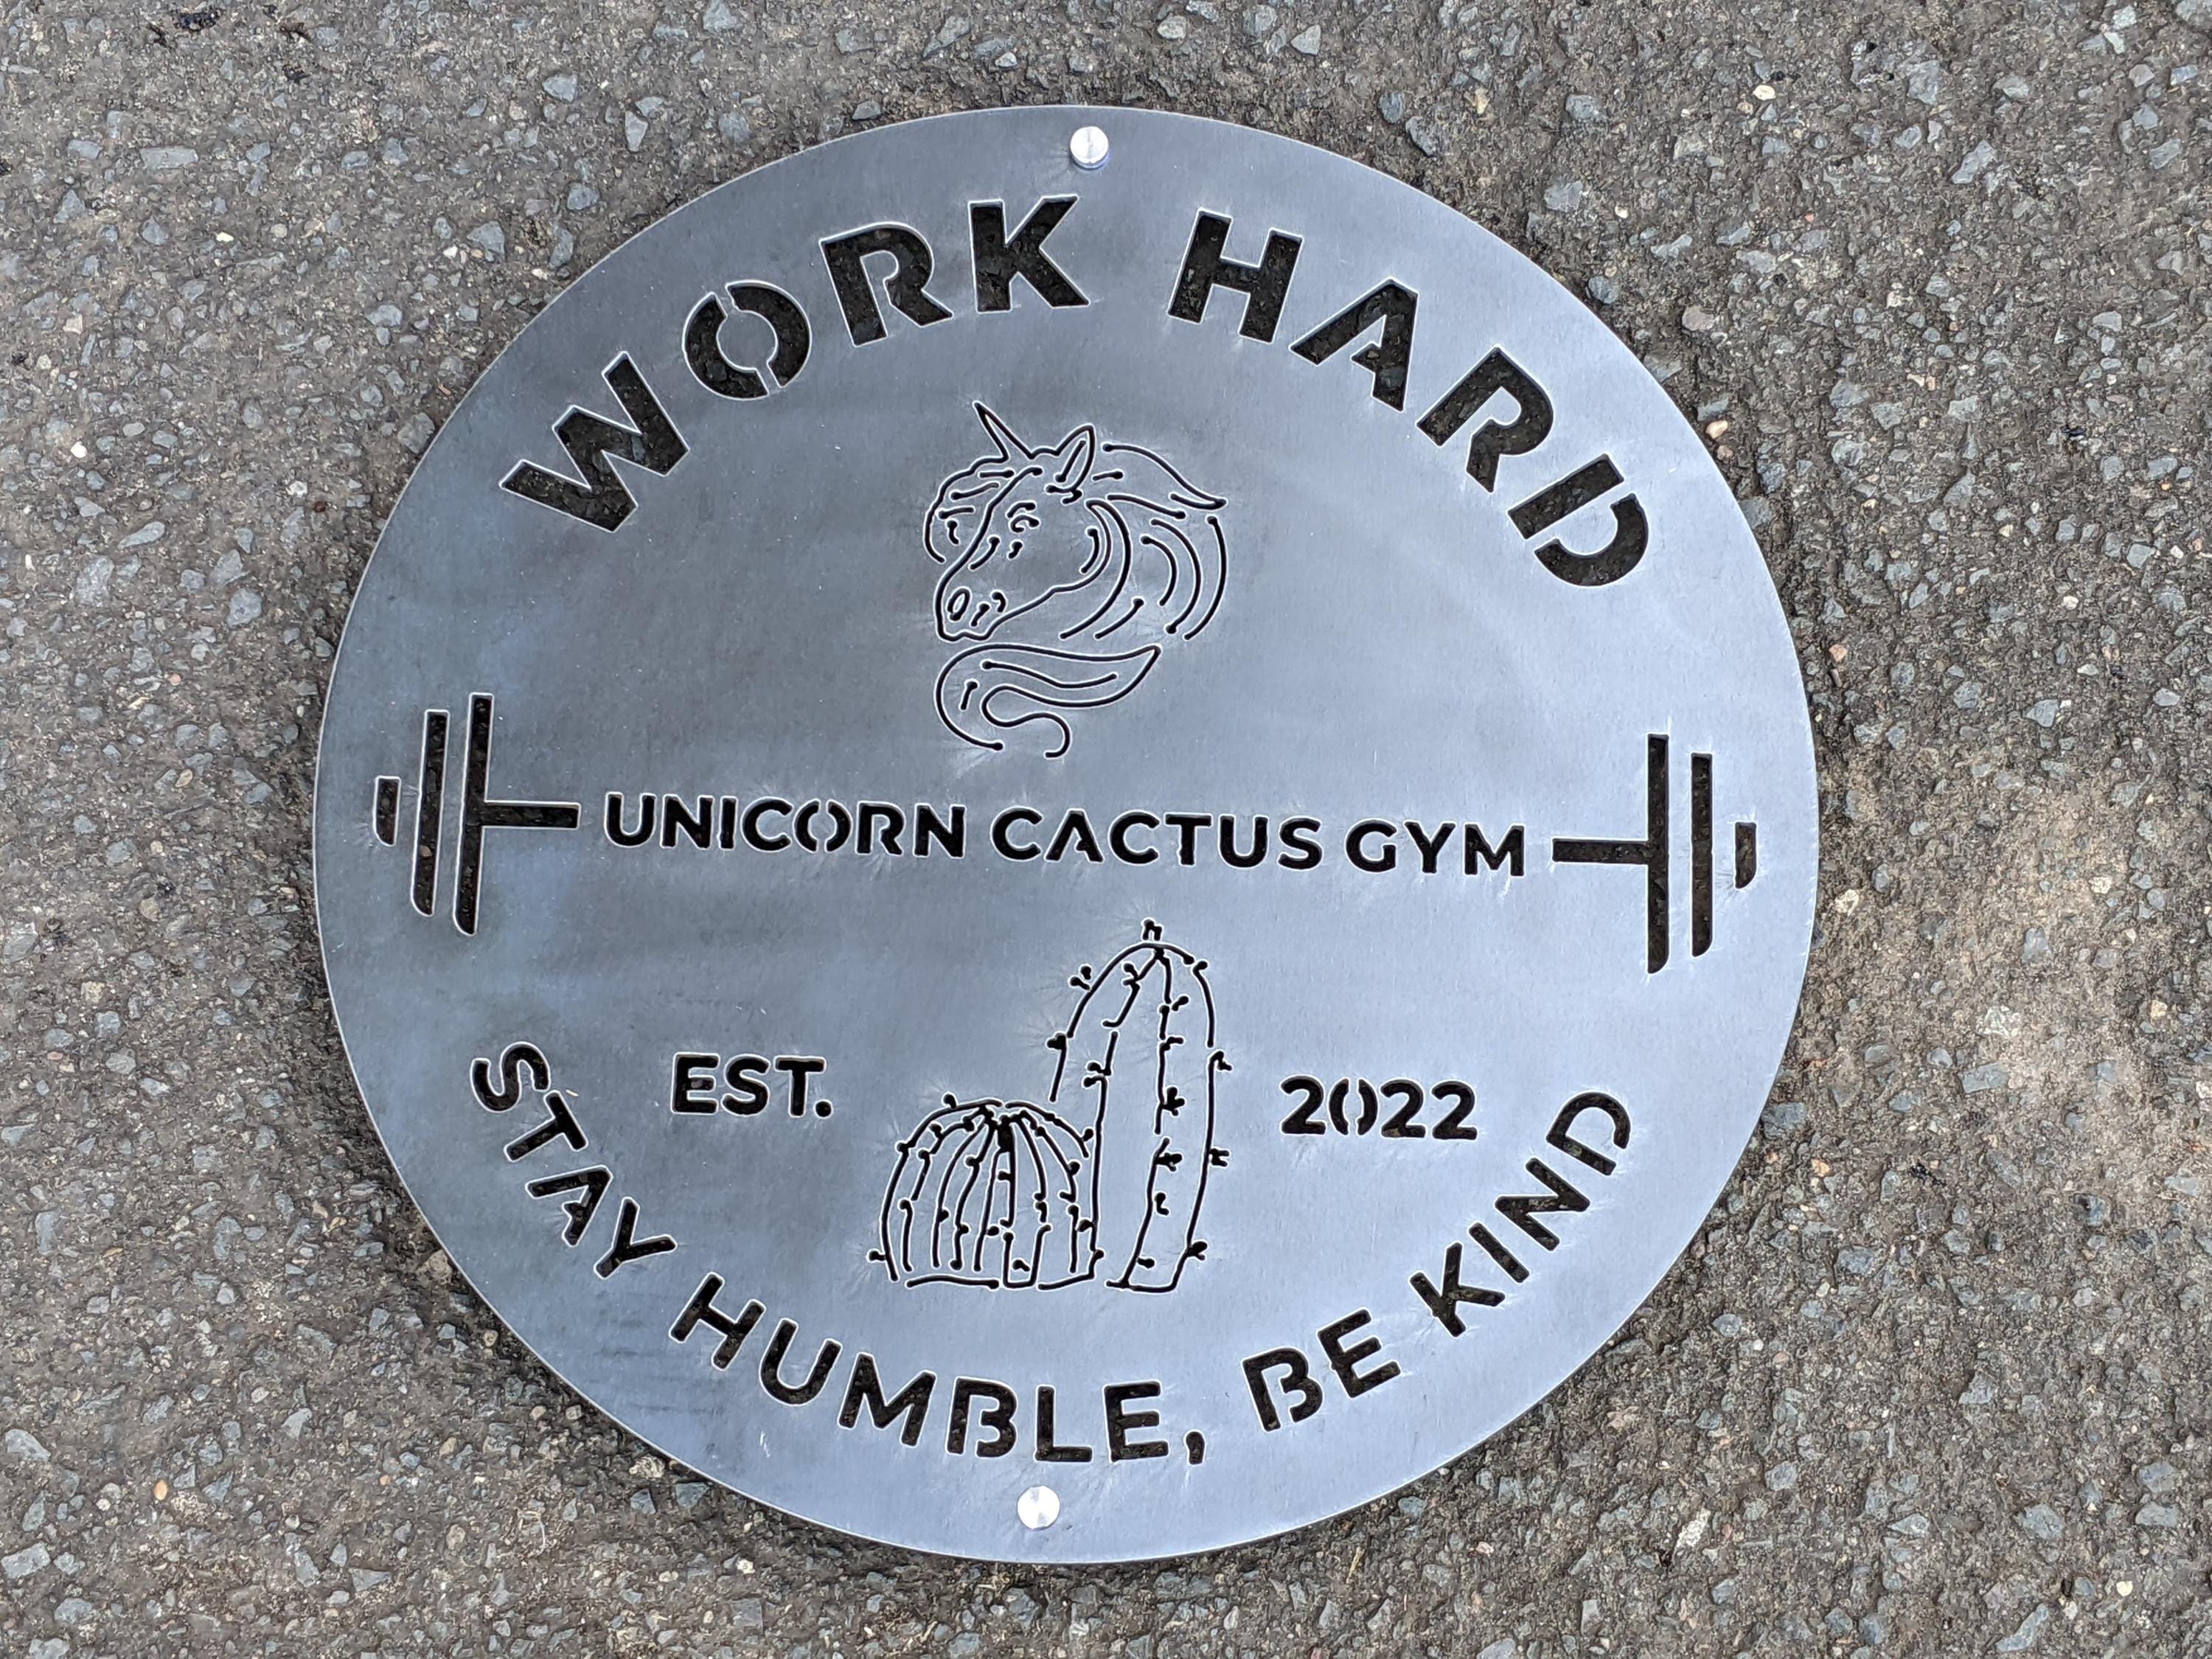 WORK HARD
UNICORN CACTUS GYM
EST. 2022
STAY HUMBLE, BE KIND